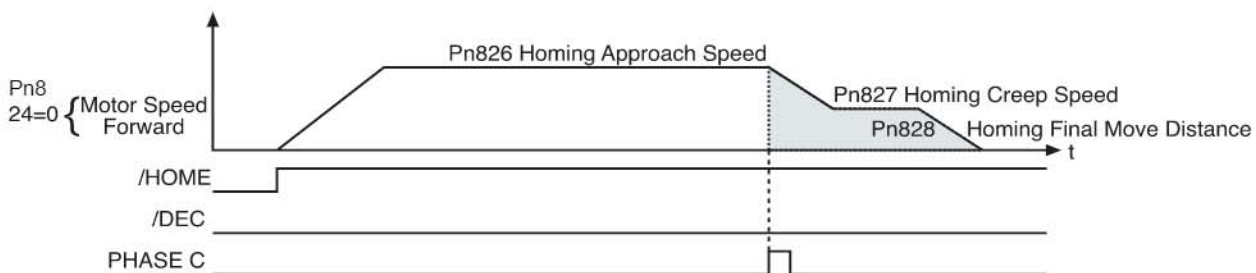 Pn826 Homing Approach Speed
Pn8
24=0
Motor Speed
Forward
Pn827 Homing Creep Speed
Pn828 Homing Final Move Distance
t
/HOME
/DEC
PHASE C